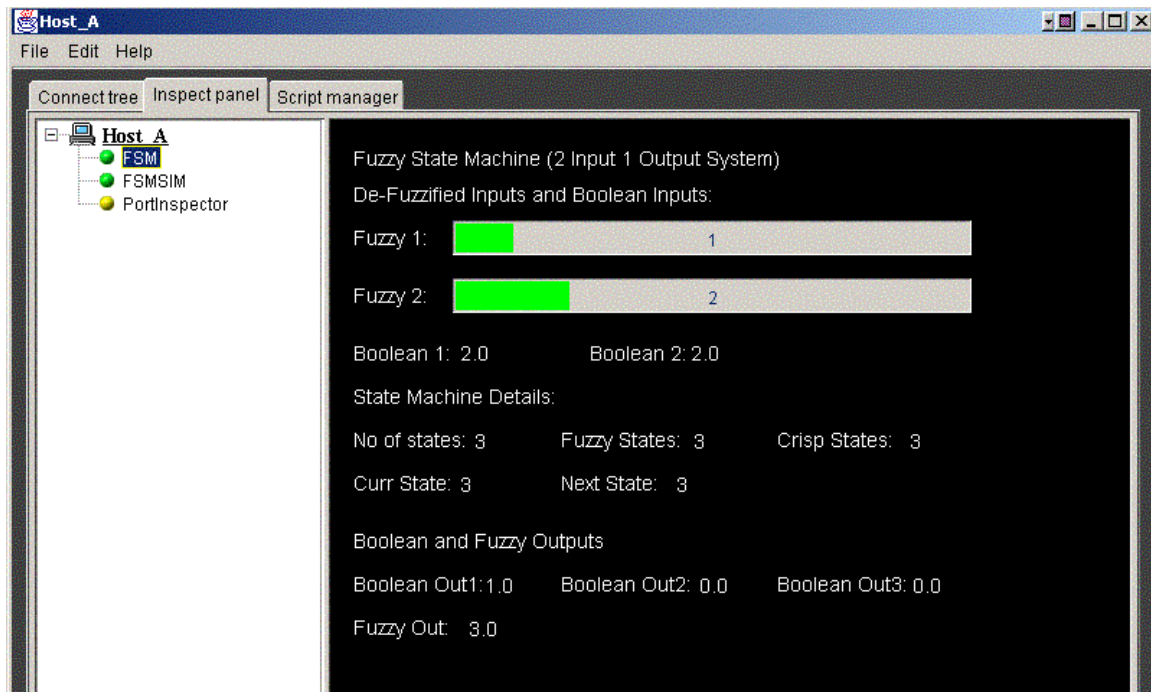 Host_A
File Edit Help
Connect tree Inspect panel Script manager
Host_A
FSM
FSMSIM
PortInspector
Fuzzy State Machine (2 Input 1 Output System)
De-Fuzzified Inputs and Boolean Inputs:
Fuzzy 1: 1
Fuzzy 2: 2
Boolean 1: 2.0 Boolean 2: 2.0
State Machine Details:
No of states: 3 Fuzzy States: 3 Crisp States: 3
Curr State: 3 Next State: 3
Boolean and Fuzzy Outputs
Boolean Out1: 1.0 Boolean Out2: 0.0 Boolean Out3: 0.0
Fuzzy Out: 3.0